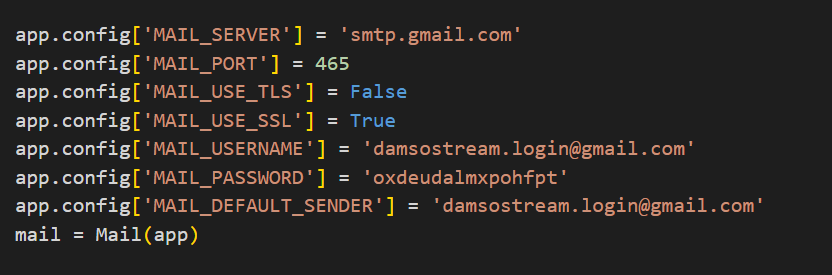 app.config['MAIL_SERVER'] = 'smtp.gmail.com'
app.config['MAIL_PORT'] = 465
app.config['MAIL_USE_TLS'] = False
app.config['MAIL_USE_SSL'] = True
app.config['MAIL_USERNAME'] = 'damsostream.login@gmail.com'
app.config['MAIL_PASSWORD'] = 'oxdeudalmxpohfpt'
app.config['MAIL_DEFAULT_SENDER'] = 'damsostream.login@gmail.com'
mail = Mail(app)